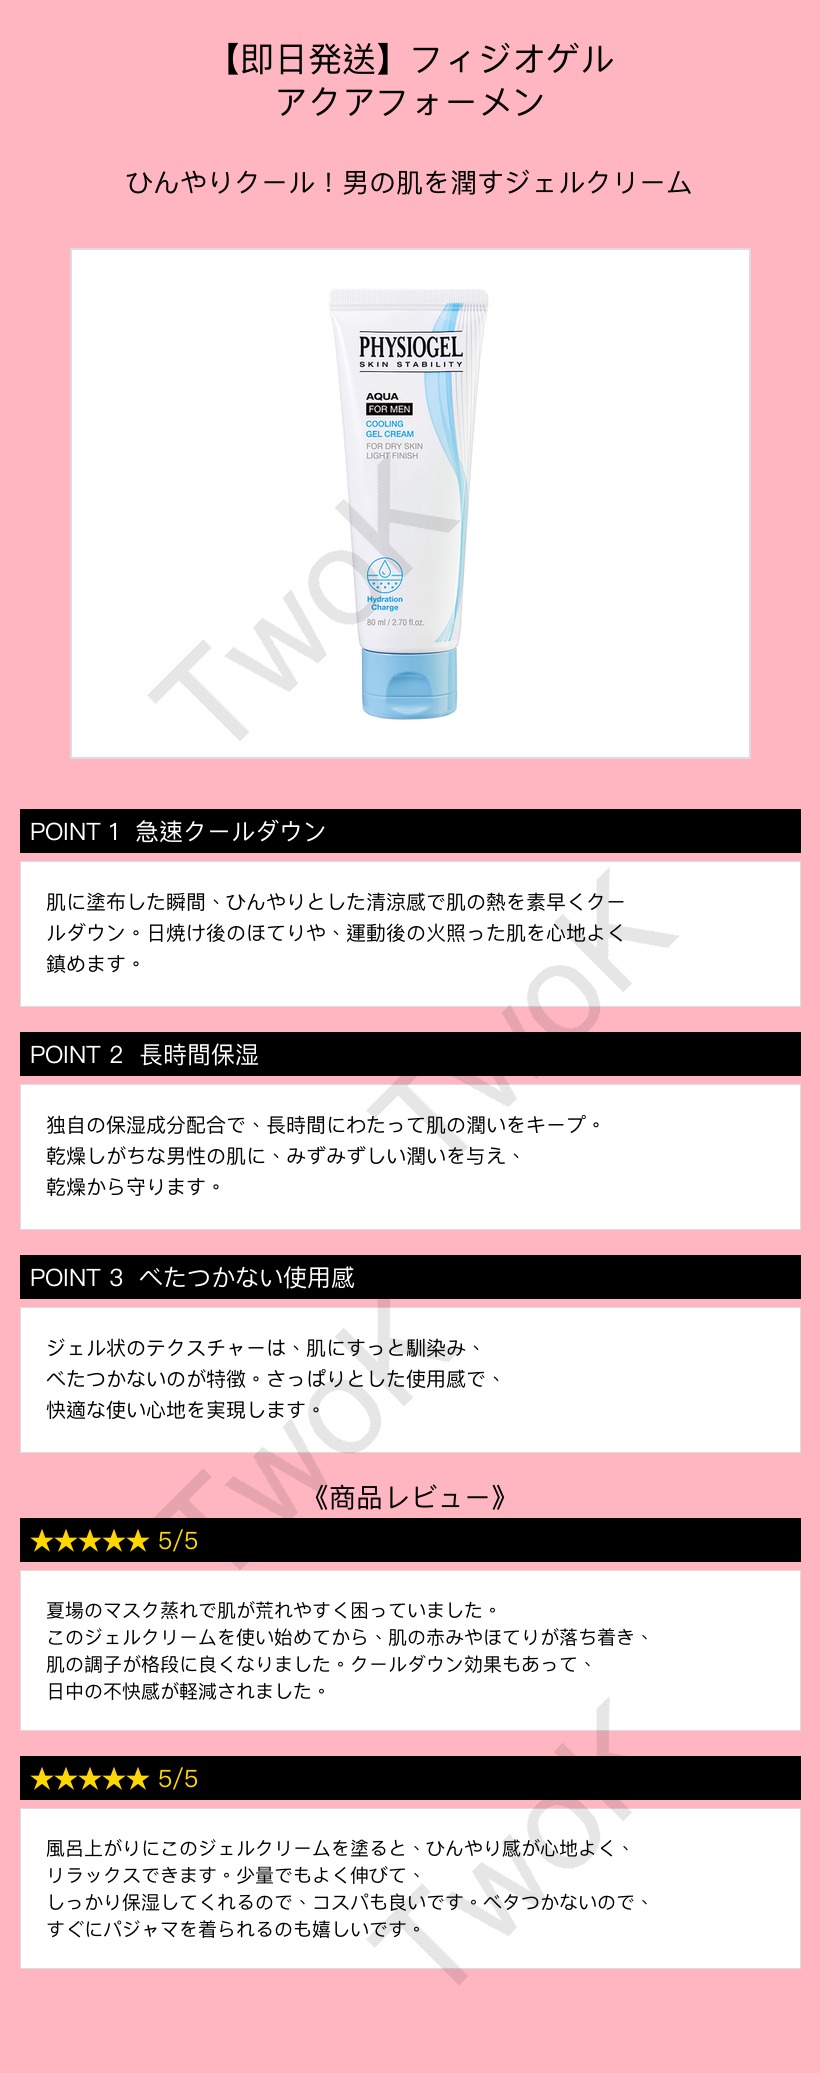 【即日発送】フィジオゲル
アクアフォーメン
ひんやりクール！男の肌を潤すジェルクリーム
PHYSIOGEL
SKIN STABILITY
AQUA
FOR MEN
COOLING
GEL CREAM
FOR DRY SKIN
LIGHT FINISH
Hydration
Charge
80 ml / 2.70 fl.oz.
TwoK
POINT 1 急速クールダウン
肌に塗布した瞬間、ひんやりとした清涼感で肌の熱を素早くクー
ルダウン。日焼け後のほてりや、運動後の火照った肌を心地よく
鎮めます。
TwoK
POINT 2 長時間保湿
独自の保湿成分配合で、長時間にわたって肌の潤いをキープ。
乾燥しがちな男性の肌に、みずみずしい潤いを与え、
乾燥から守ります。
POINT 3 べたつかない使用感
ジェル状のテクスチャーは、肌にすっと馴染み、
べたつかないのが特徴。さっぱりとした使用感で、
快適な使い心地を実現します。
TwoK
《商品レビュー》
★★★★★ 5/5
夏場のマスク蒸れで肌が荒れやすく困っていました。
このジェルクリームを使い始めてから、肌の赤みやほてりが落ち着き、
肌の調子が格段に良くなりました。クールダウン効果もあって、
日中の不快感が軽減されました。
★★★★★ 5/5
風呂上がりにこのジェルクリームを塗ると、ひんやり感が心地よく、
リラックスできます。少量でもよく伸びて、
しっかり保湿してくれるので、コスパも良いです。ベタつかないので、
すぐにパジャマを着られるのも嬉しいです。
TwoK